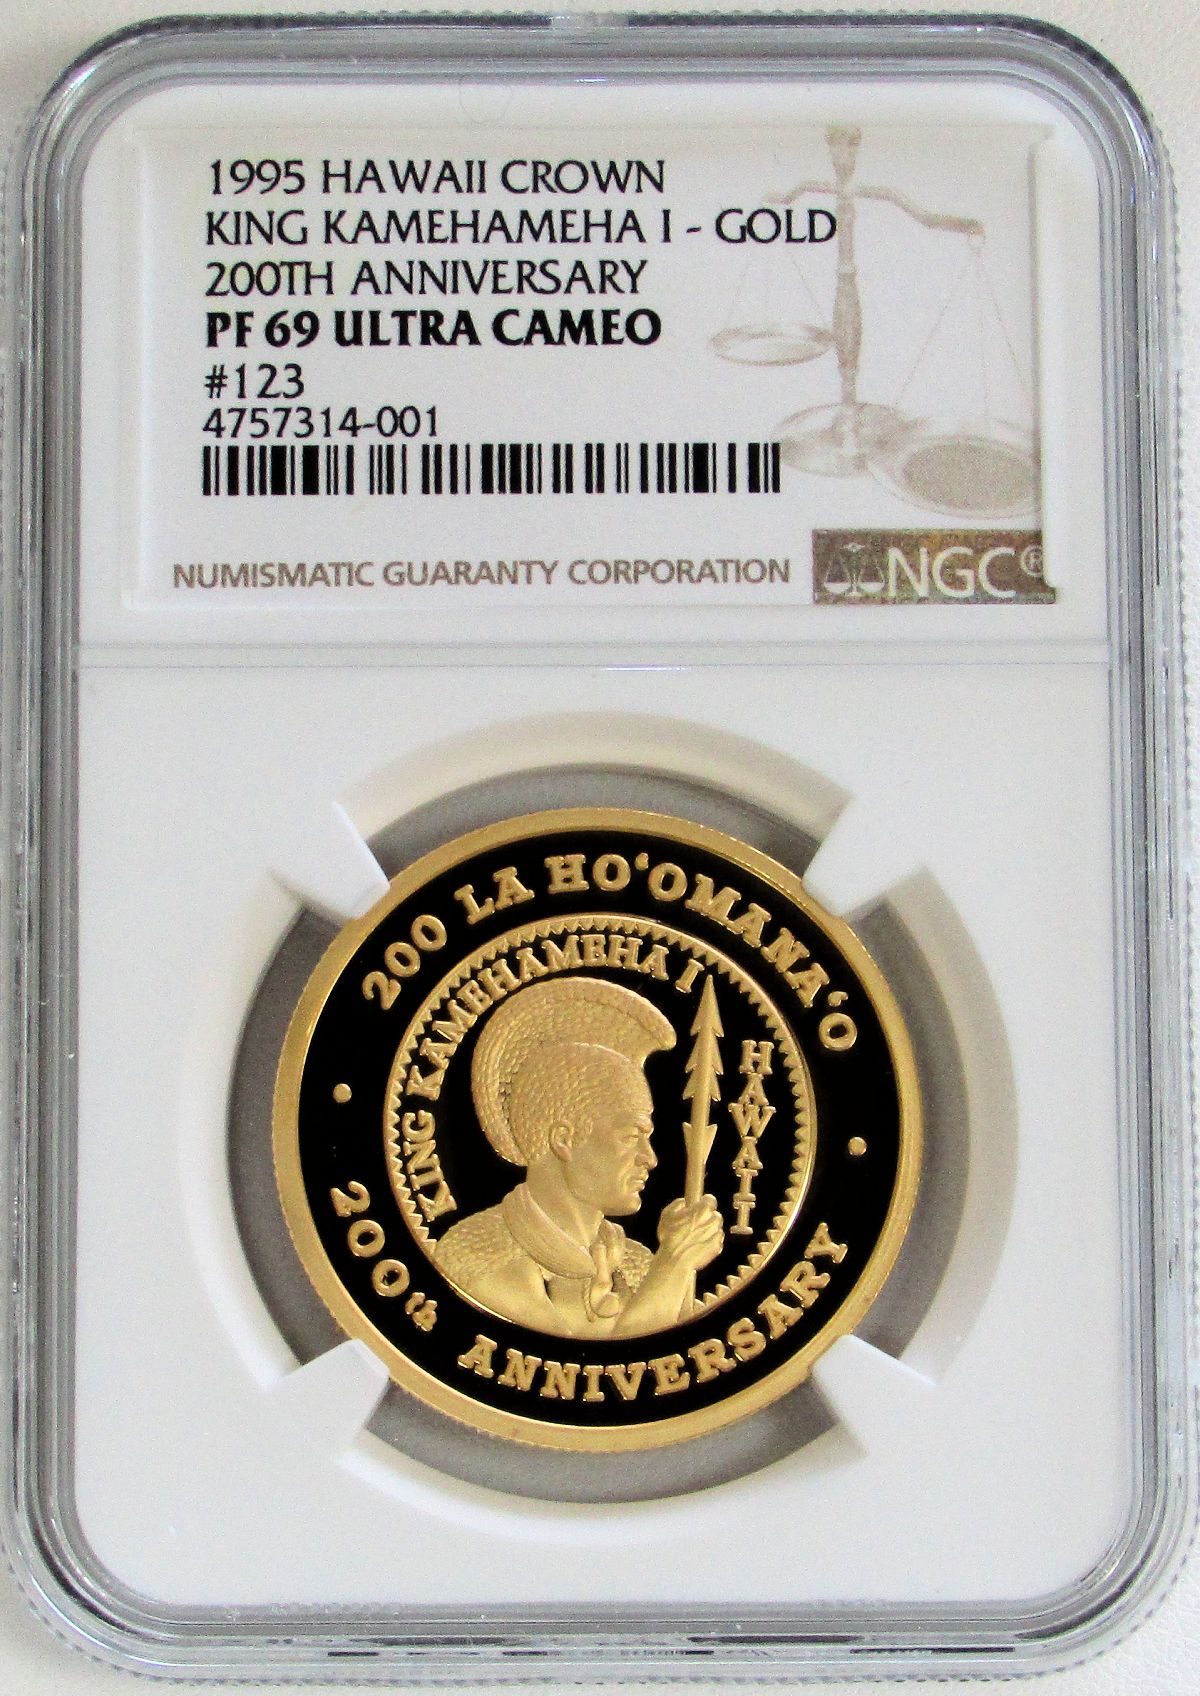 1995 HAWAII CROWN
KING KAMEHAMEHA I - GOLD
200TH ANNIVERSARY
PF 69 ULTRA CAMEO
#123
4757314-001
NUMISMATIC GUARANTY CORPORATION
NGC®
200 LA HO‘OMANA‘O
KING KAMEHAMEHA I
HAWAII
200th ANNIVERSARY